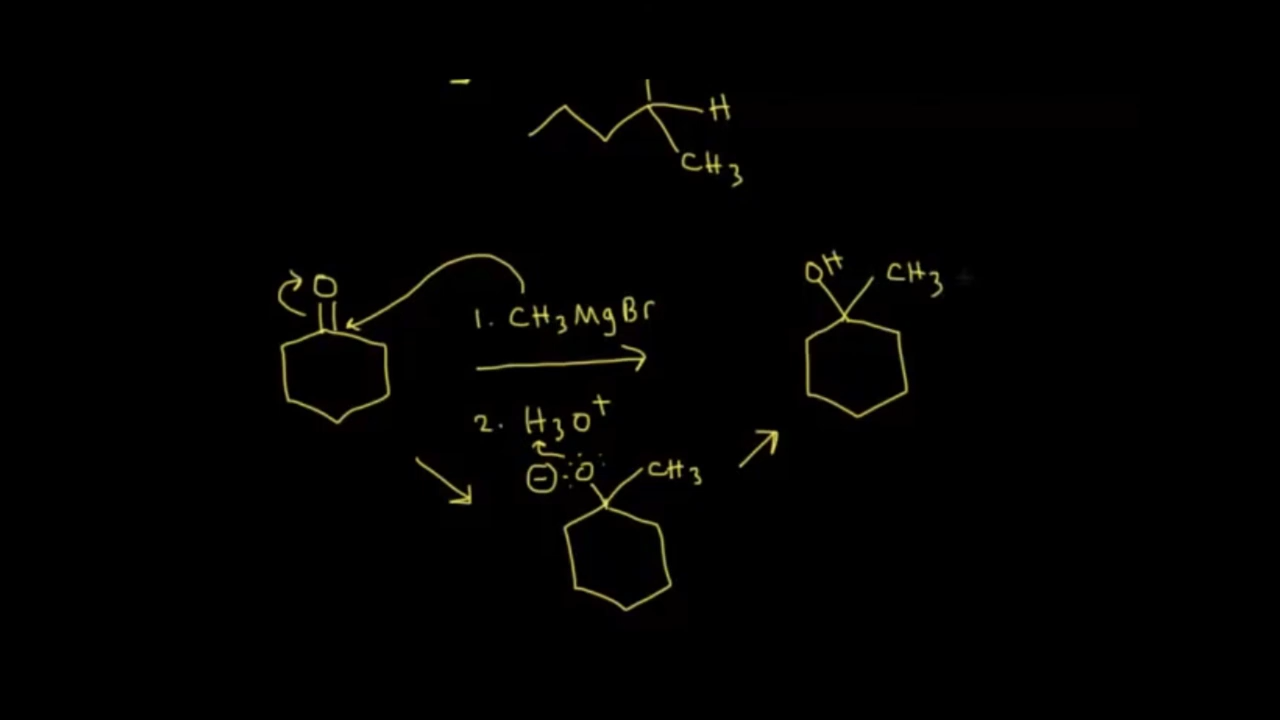 H
CH3
O
1. CH3MgBr
2. H3O+
OH CH3
⊖ :O: CH3